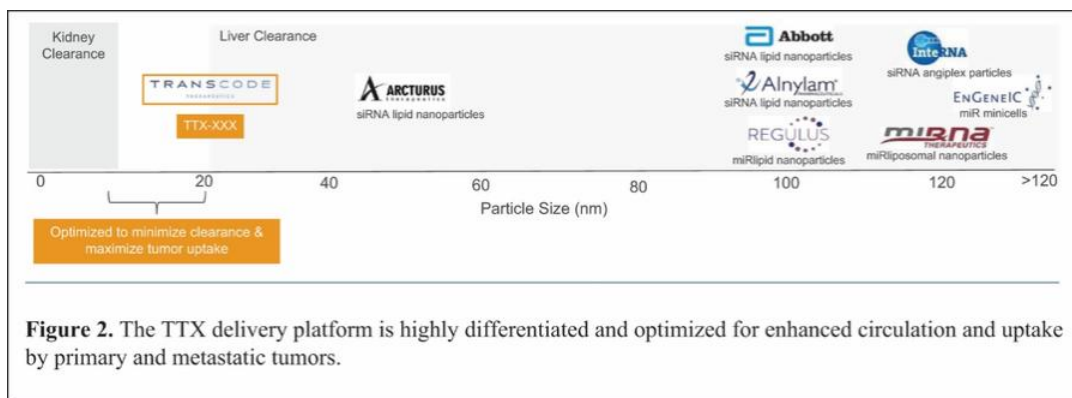 Kidney
Clearance
Liver Clearance
TRANSCODE
THERAPEUTICS
TTX-XXX
ARCTURUS
therapeutics
siRNA lipid nanoparticles
Abbott
siRNA lipid nanoparticles
Alnylam
PHARMACEUTICALS
siRNA lipid nanoparticles
REGULUS
miRlipid nanoparticles
InteRNA
siRNA angiplex particles
ENGENEIC
miR minicells
miRna
THERAPEUTICS
miRliposomal nanoparticles
0 20 40 60 80 100 120 >120
Particle Size (nm)
Optimized to minimize clearance &
maximize tumor uptake
Figure 2. The TTX delivery platform is highly differentiated and optimized for enhanced circulation and uptake
by primary and metastatic tumors.